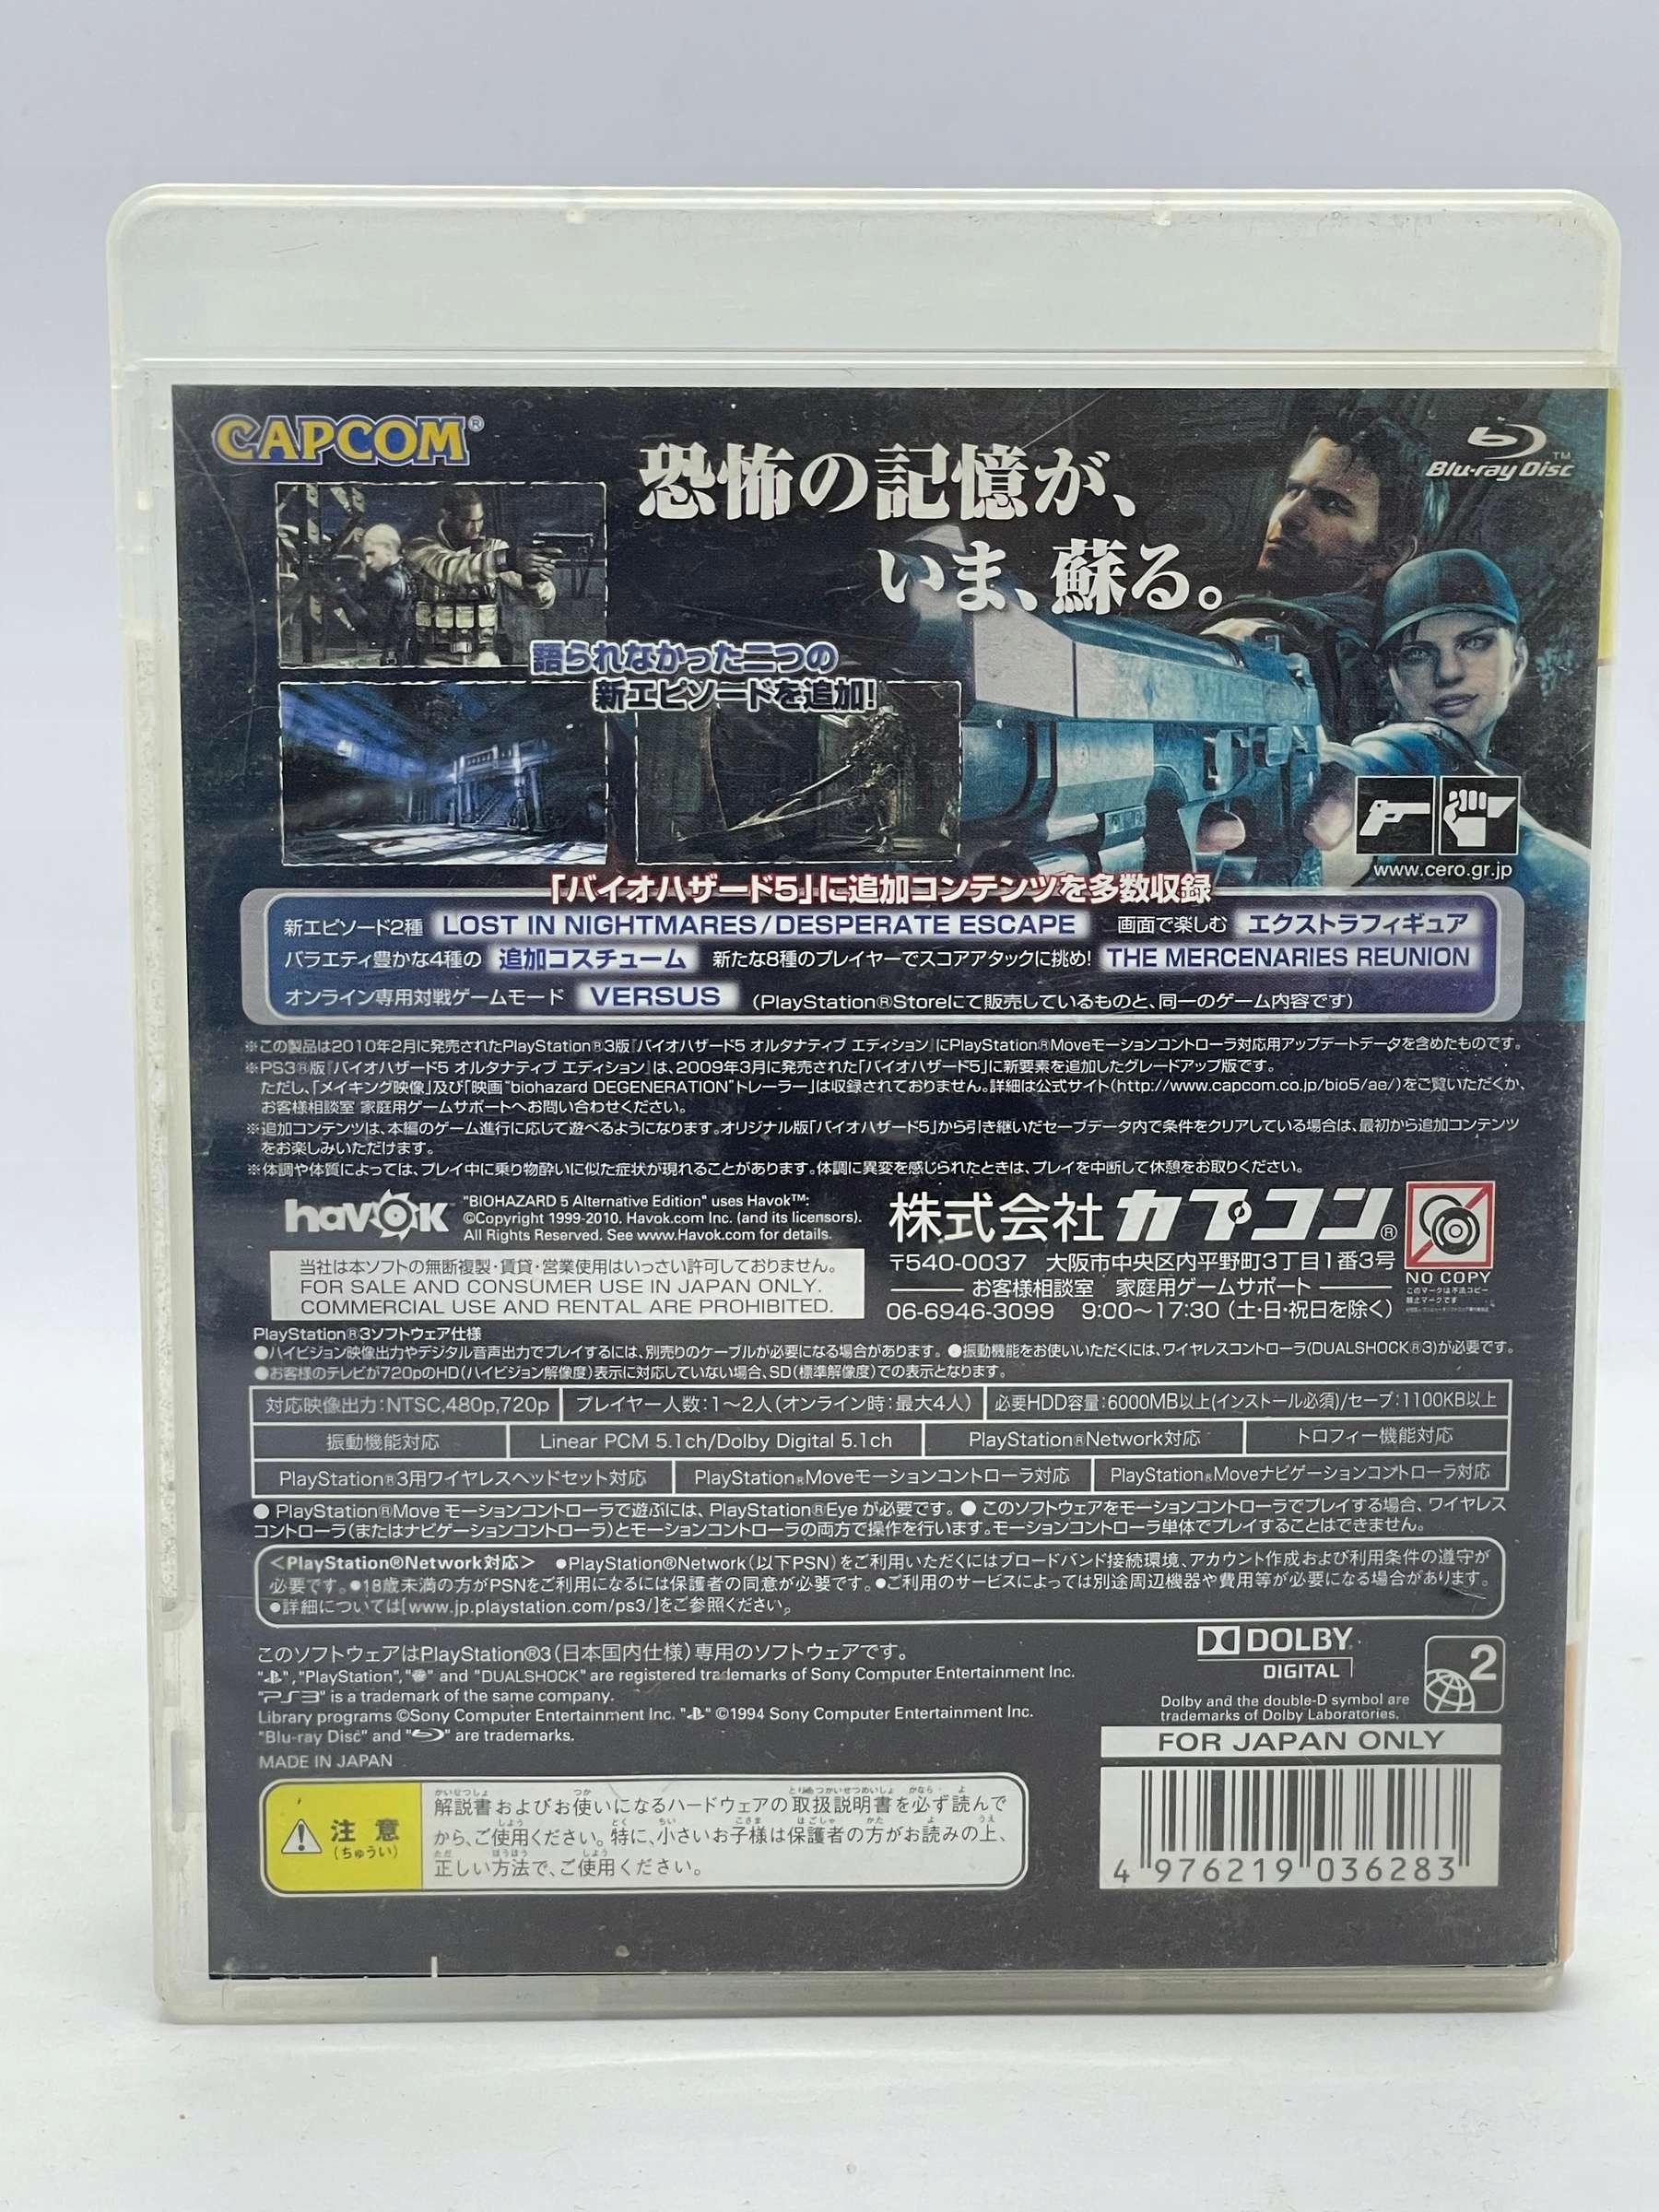 CAPCOM®
Blu-ray Disc™
恐怖の記憶が、
いま、蘇る。
語られなかった二つの
新エピソードを追加!
www.cero.gr.jp
「バイオハザード5」に追加コンテンツを多数収録
新エピソード2種 LOST IN NIGHTMARES/DESPERATE ESCAPE 画面で楽しむ エクストラフィギュア
バラエティ豊かな4種の 追加コスチューム 新たな8種のプレイヤーでスコアアタックに挑め! THE MERCENARIES REUNION
オンライン専用対戦ゲームモード VERSUS (PlayStation®Storeにて販売しているものと、同一のゲーム内容です)
※この製品は2010年2月に発売されたPlayStation®3版『バイオハザード5 オルタナティブ エディション』にPlayStation®Moveモーションコントローラ対応用アップデートデータを含めたものです。
※PS3®版『バイオハザード5 オルタナティブ エディション』は、2009年3月に発売された「バイオハザード5」に新要素を追加したグレードアップ版です。
ただし、「メイキング映像」及び「映画"biohazard DEGENERATION"トレーラー」は収録されておりません。詳細は公式サイト(http://www.capcom.co.jp/bio5/ae/)をご覧いただくか、
お客様相談室 家庭用ゲームサポートへお問い合わせください。
※追加コンテンツは、本編のゲーム進行に応じて遊べるようになります。オリジナル版「バイオハザード5」から引き継いだセーブデータ内で条件をクリアしている場合は、最初から追加コンテンツ
をお楽しみいただけます。
※体調や体質によっては、プレイ中に乗り物酔いに似た症状が現れることがあります。体調に異変を感じられたときは、プレイを中断して休憩をお取りください。
havok
"BIOHAZARD 5 Alternative Edition" uses Havok™:
©Copyright 1999-2010. Havok.com Inc. (and its licensors).
All Rights Reserved. See www.Havok.com for details.
当社は本ソフトの無断複製・賃貸・営業使用はいっさい許可しておりません。
FOR SALE AND CONSUMER USE IN JAPAN ONLY.
COMMERCIAL USE AND RENTAL ARE PROHIBITED.
株式会社 カプコン®
〒540-0037 大阪市中央区内平野町3丁目1番3号
お客様相談室 家庭用ゲームサポート
06-6946-3099 9:00〜17:30 (土・日・祝日を除く)
NO COPY
このマークは不法コピー
禁止マークです
PlayStation®3ソフトウェア仕様
●ハイビジョン映像出力やデジタル音声出力でプレイするには、別売りのケーブルが必要になる場合があります。 ●振動機能をお使いいただくには、ワイヤレスコントローラ(DUALSHOCK®3)が必要です。
●お客様のテレビが720pのHD(ハイビジョン解像度)表示に対応していない場合、SD(標準解像度)での表示となります。
対応映像出力:NTSC,480p,720p プレイヤー人数:1〜2人(オンライン時:最大4人) 必要HDD容量:6000MB以上(インストール必須)/セーブ:1100KB以上
振動機能対応 Linear PCM 5.1ch/Dolby Digital 5.1ch PlayStation®Network対応 トロフィー機能対応
PlayStation®3用ワイヤレスヘッドセット対応 PlayStation®Moveモーションコントローラ対応 PlayStation®Moveナビゲーションコントローラ対応
● PlayStation®Move モーションコントローラで遊ぶには、PlayStation®Eye が必要です。● このソフトウェアをモーションコントローラでプレイする場合、ワイヤレス
コントローラ(またはナビゲーションコントローラ)とモーションコントローラの両方で操作を行います。モーションコントローラ単体でプレイすることはできません。
<PlayStation®Network対応> ●PlayStation®Network(以下PSN)をご利用いただくにはブロードバンド接続環境、アカウント作成および利用条件の遵守が
必要です。●18歳未満の方がPSNをご利用になるには保護者の同意が必要です。●ご利用のサービスによっては別途周辺機器や費用等が必要になる場合があります。
●詳細については[www.jp.playstation.com/ps3/]をご参照ください。
このソフトウェアはPlayStation®3(日本国内仕様)専用のソフトウェアです。
" ", "PlayStation", " " and "DUALSHOCK" are registered trademarks of Sony Computer Entertainment Inc.
"PS3" is a trademark of the same company.
Library programs ©Sony Computer Entertainment Inc. " " ©1994 Sony Computer Entertainment Inc.
"Blu-ray Disc" and " " are trademarks.
MADE IN JAPAN
DOLBY
DIGITAL
2
Dolby and the double-D symbol are
trademarks of Dolby Laboratories.
FOR JAPAN ONLY
4 976219 036283
注意
(ちゅうい)
解説書およびお使いになるハードウェアの取扱説明書を必ず読んで
から、ご使用ください。特に、小さいお子様は保護者の方がお読みの上、
正しい方法で、ご使用ください。